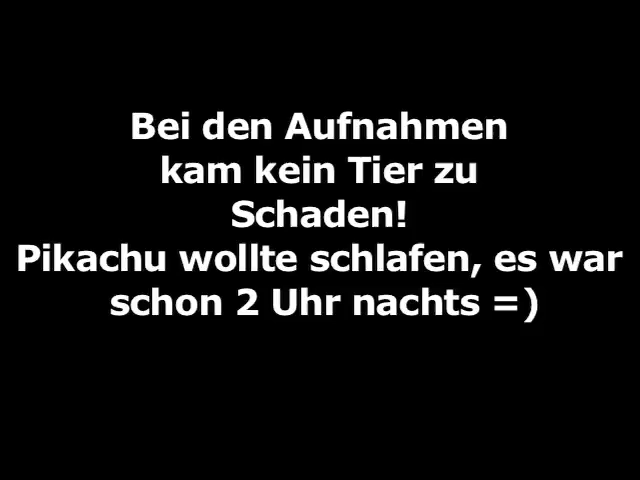 Bei den Aufnahmen
kam kein Tier zu
Schaden!
Pikachu wollte schlafen, es war
schon 2 Uhr nachts =)